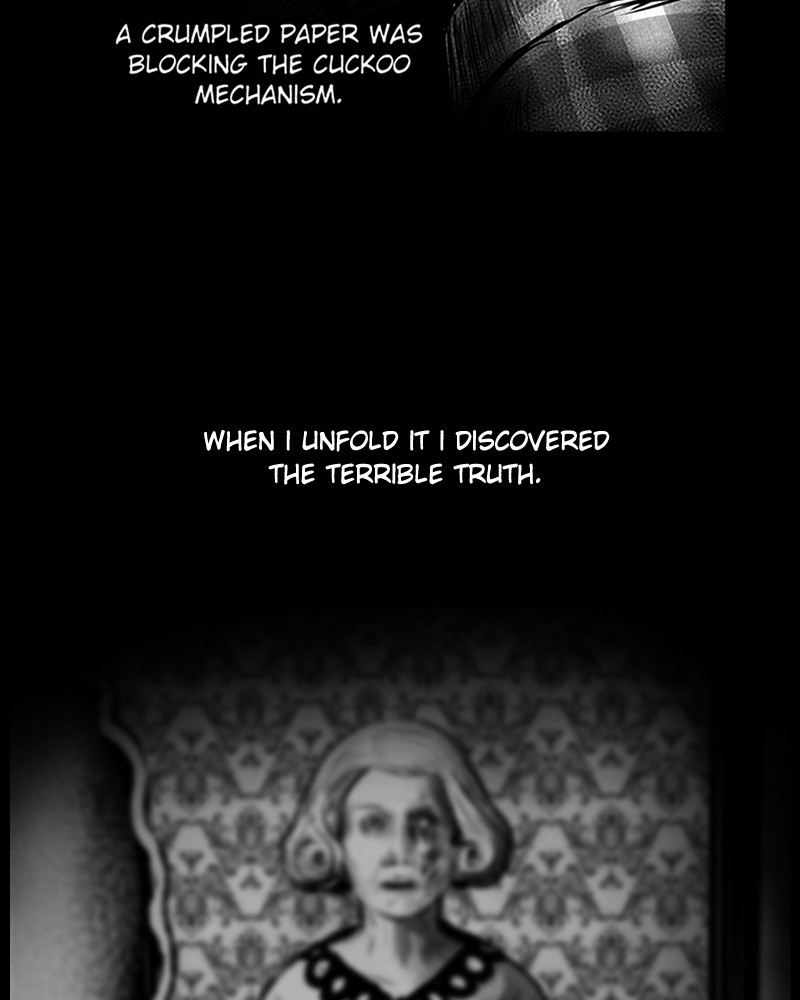 A CRUMPLED PAPER WAS
BLOCKING THE CUCKOO
MECHANISM.
WHEN I UNFOLD IT I DISCOVERED
THE TERRIBLE TRUTH.